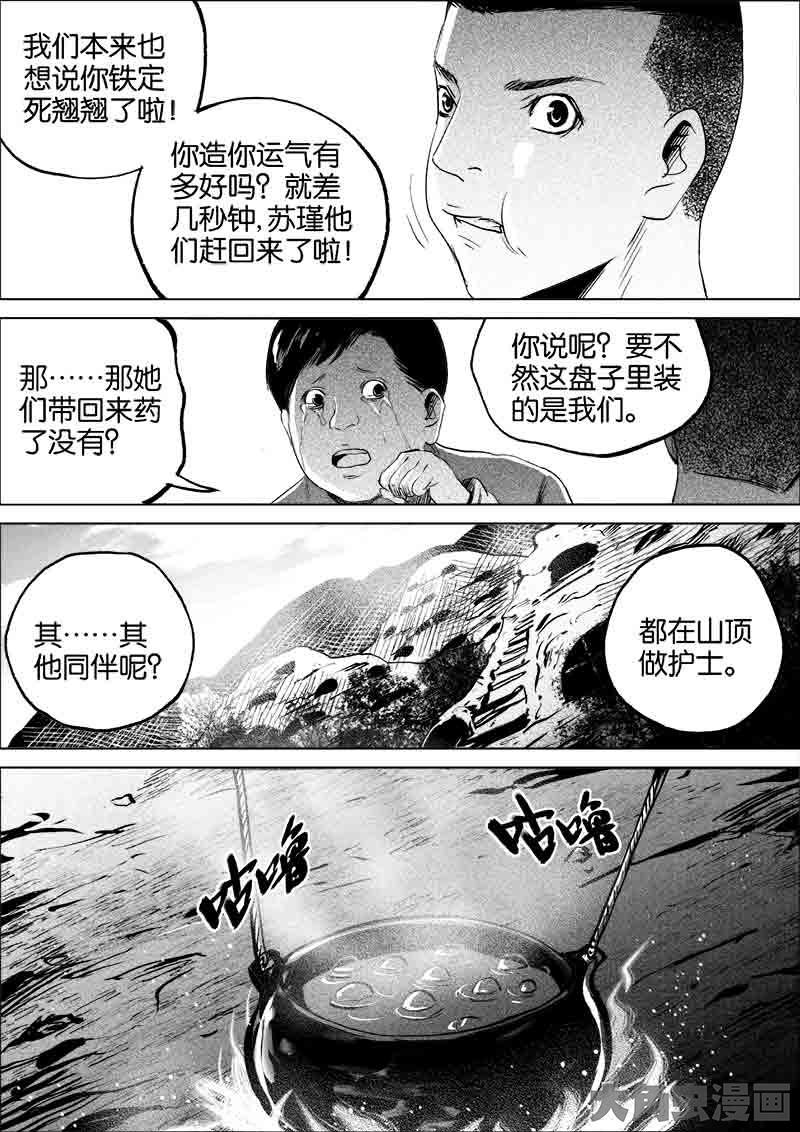 我们本来也
想说你铁定
死翘翘了啦！
你造你运气有
多好吗？就差
几秒钟，苏瑾他
们赶回来了啦！
那……那她
们带回来药
了没有？
你说呢？要不
然这盘子里装
的是我们。
其……其
他同伴呢？
都在山顶
做护士。
咕噜
咕噜
大角虫漫画